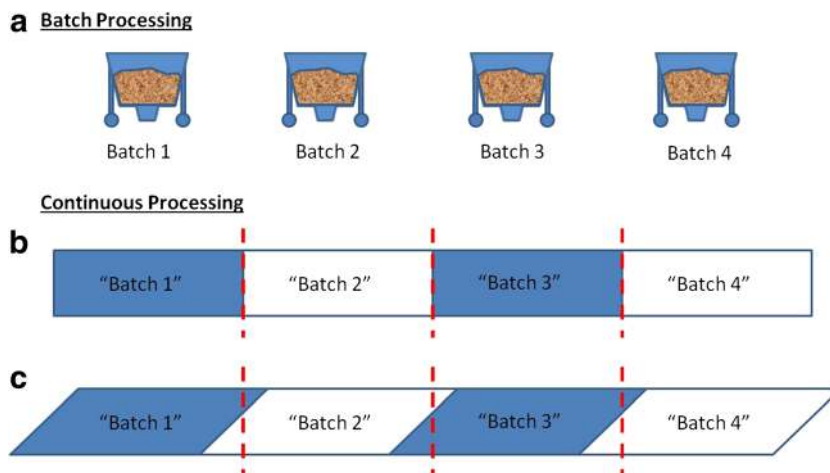 a Batch Processing
Batch 1 Batch 2 Batch 3 Batch 4
Continuous Processing
b
“Batch 1” “Batch 2” “Batch 3” “Batch 4”
c
“Batch 1” “Batch 2” “Batch 3” “Batch 4”